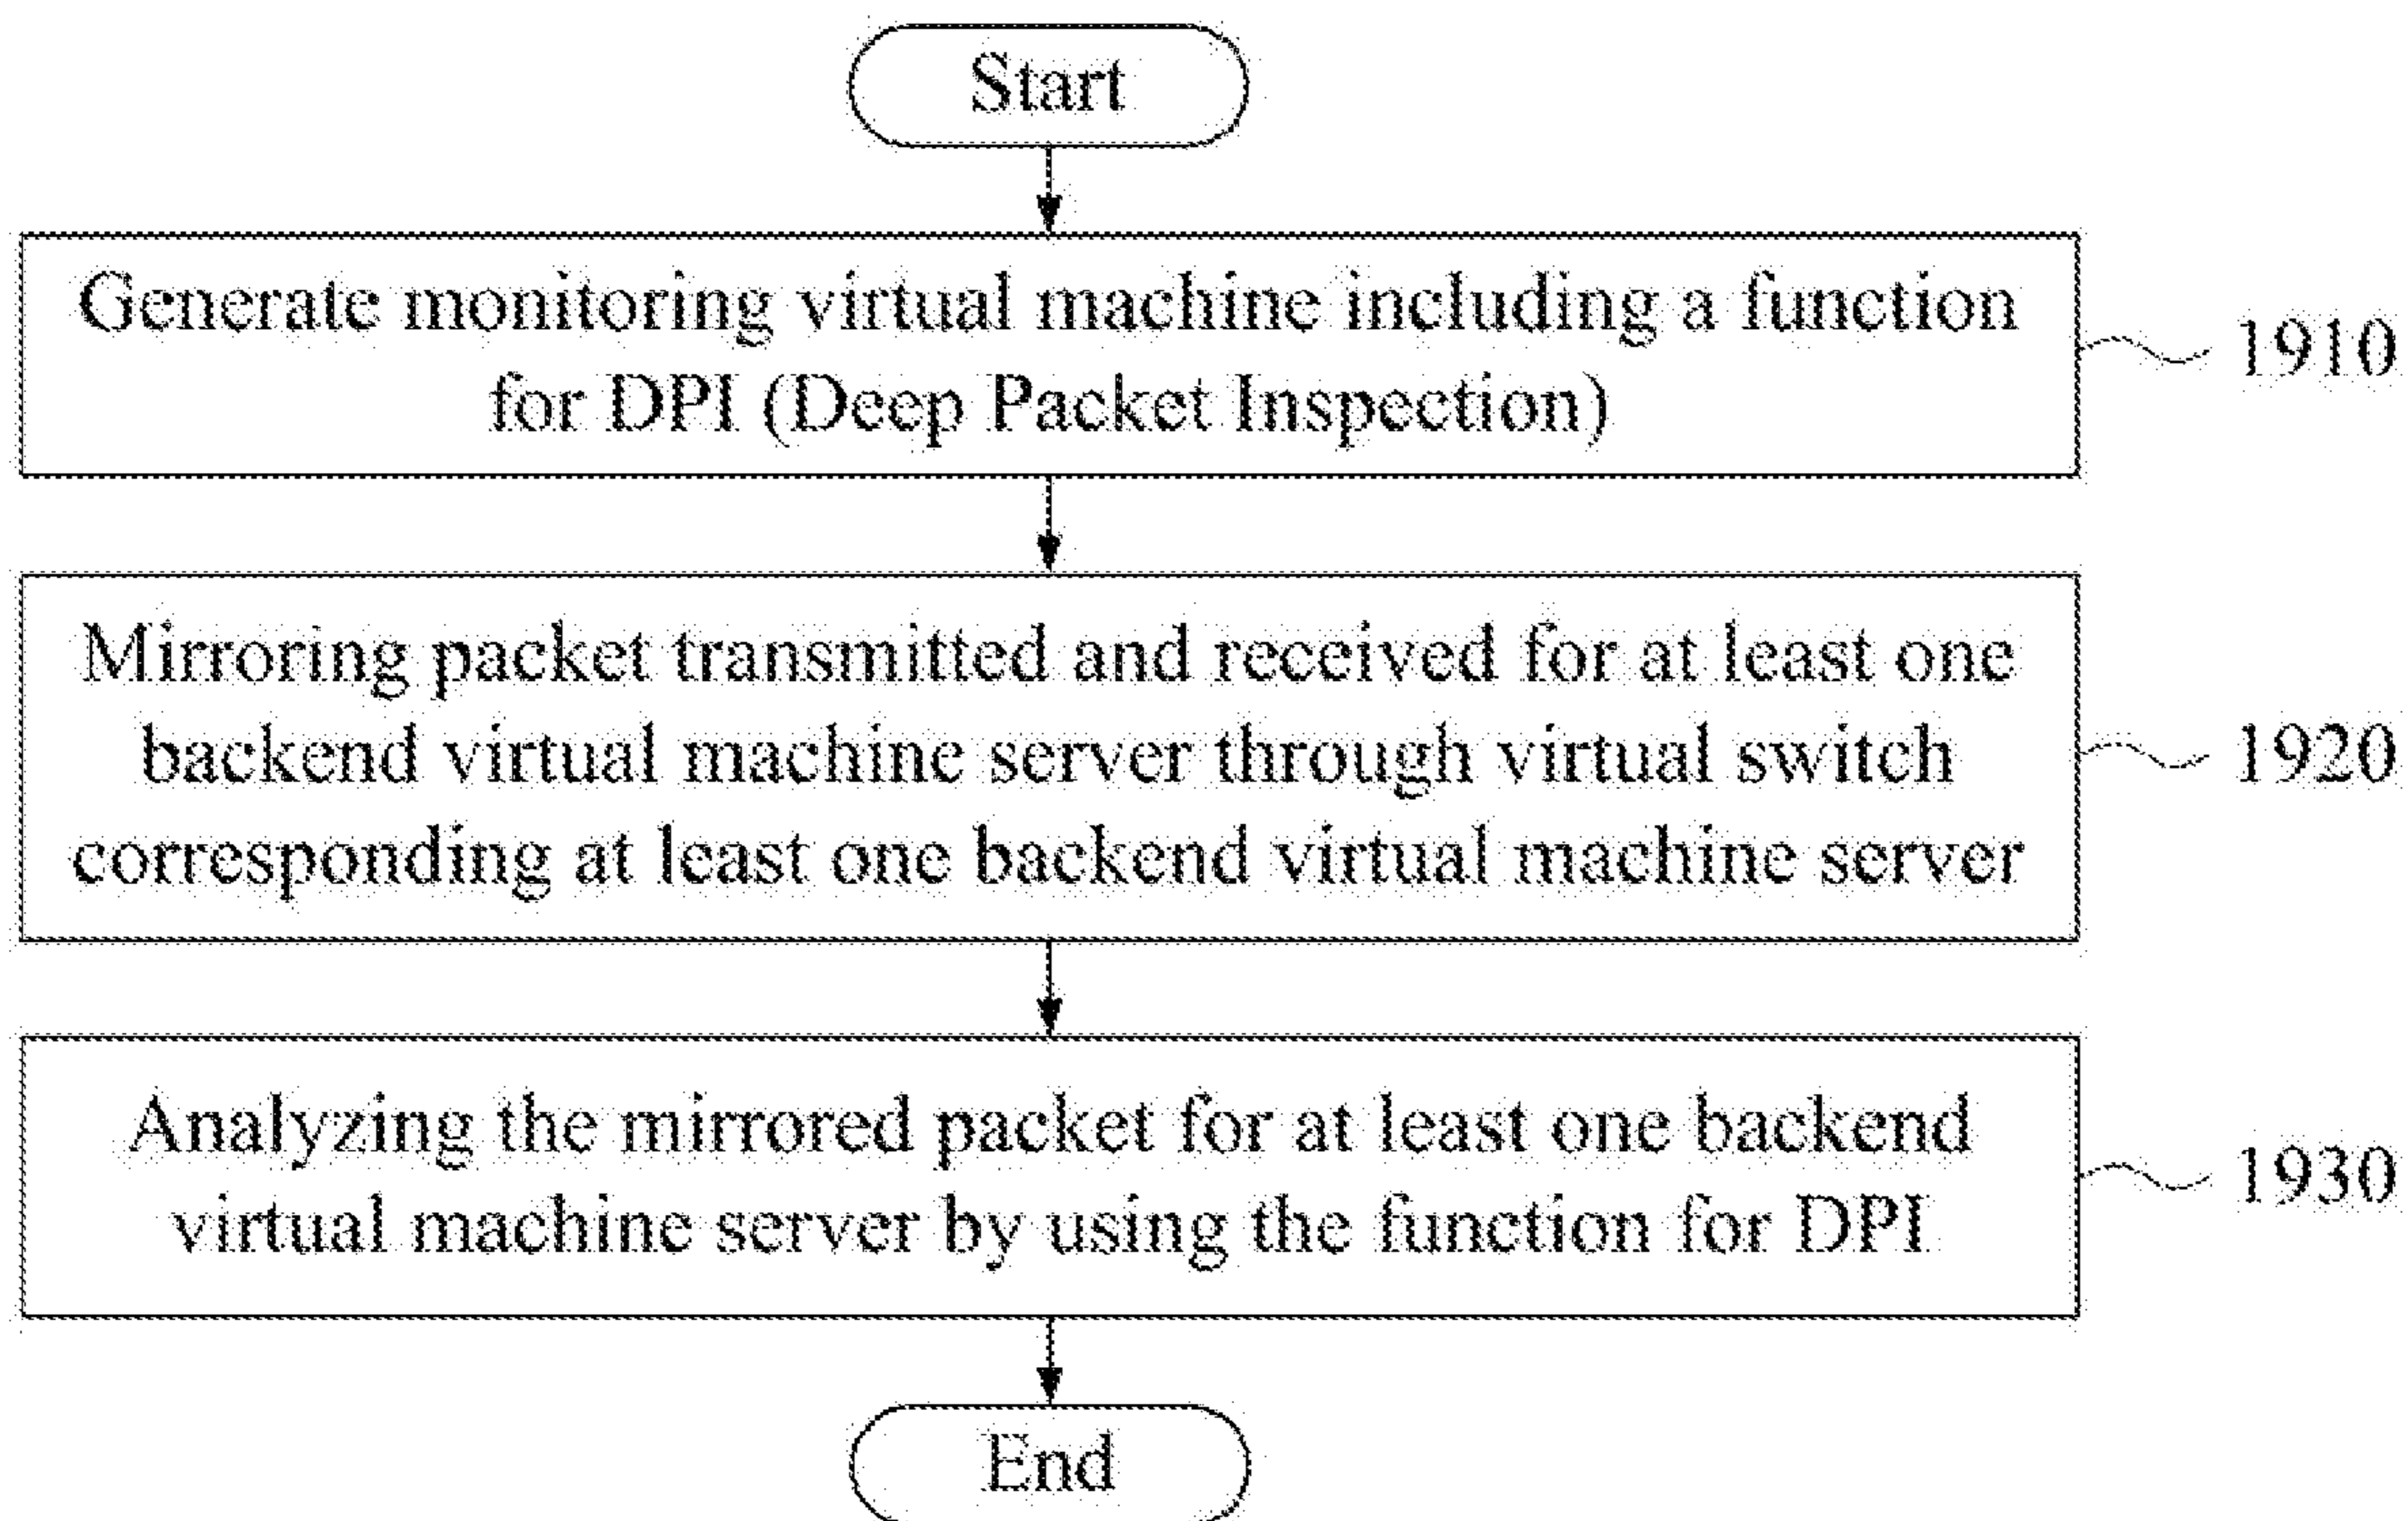 Start
Generate monitoring virtual machine including a function
for DPI (Deep Packet Inspection)
1910
Mirroring packet transmitted and received for at least one
backend virtual machine server through virtual switch
corresponding at least one backend virtual machine server
1920
Analyzing the mirrored packet for at least one backend
virtual machine server by using the function for DPI
1930
End